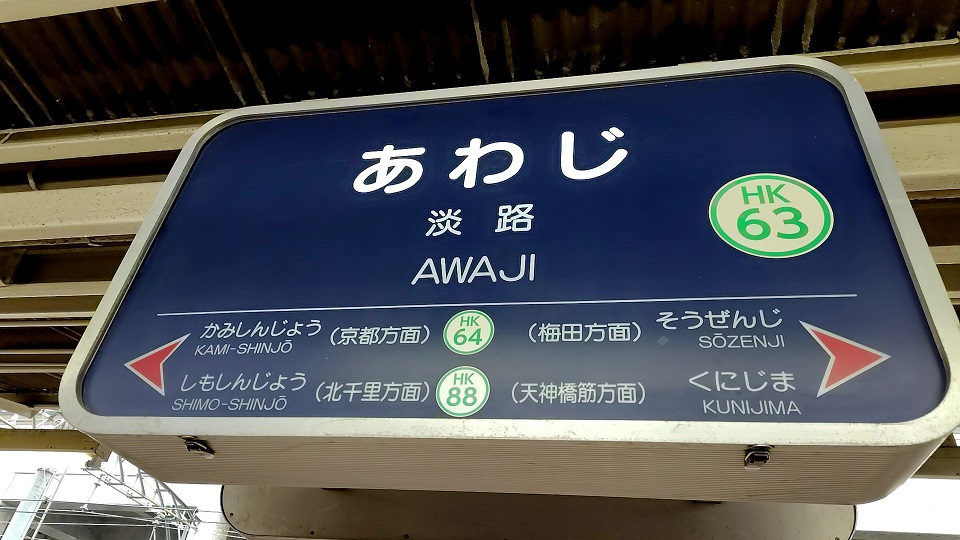 あわじ
淡路
AWAJI
HK
63
かみしんじょう (京都方面) HK 64 (梅田方面) そうぜんじ
KAMI-SHINJŌ SŌZENJI
しもしんじょう (北千里方面) HK 88 (天神橋筋方面) くにじま
SHIMO-SHINJŌ KUNIJIMA